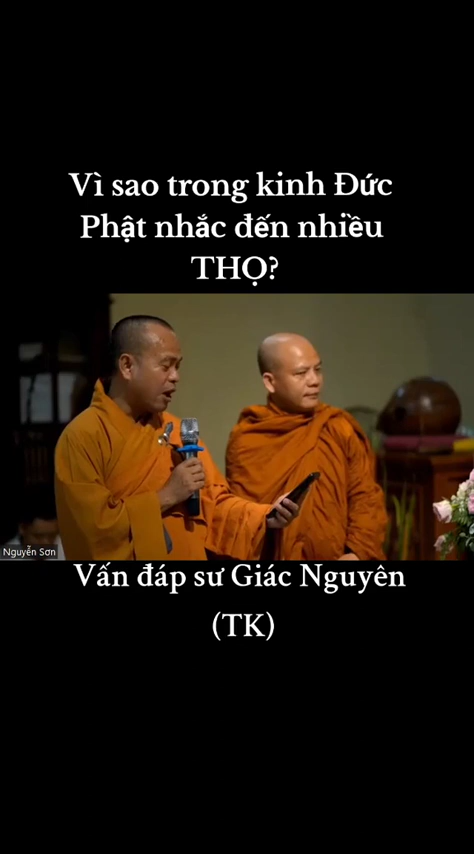 Vì sao trong kinh Đức
Phật nhắc đến nhiều
THỌ?
Nguyễn Sơn
Vấn đáp sư Giác Nguyên
(TK)